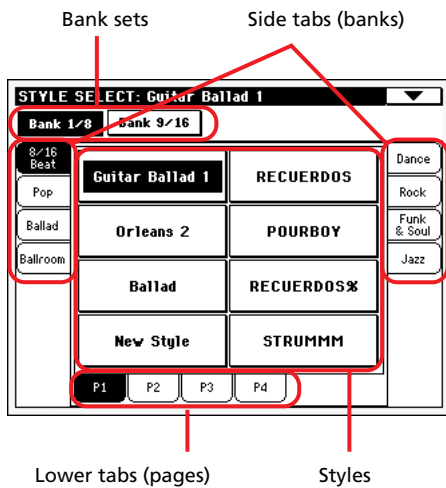 Bank sets
Side tabs (banks)
STYLE SELECT: Guitar Ballad 1
Bank 1/8
Bank 9/16
8/16
Beat
Pop
Ballad
Ballroom
Guitar Ballad 1
RECUERDOS
Orleans 2
POURBOY
Ballad
RECUERDOS%
New Style
STRUMMM
Dance
Rock
Funk
& Soul
Jazz
P1
P2
P3
P4
Lower tabs (pages)
Styles